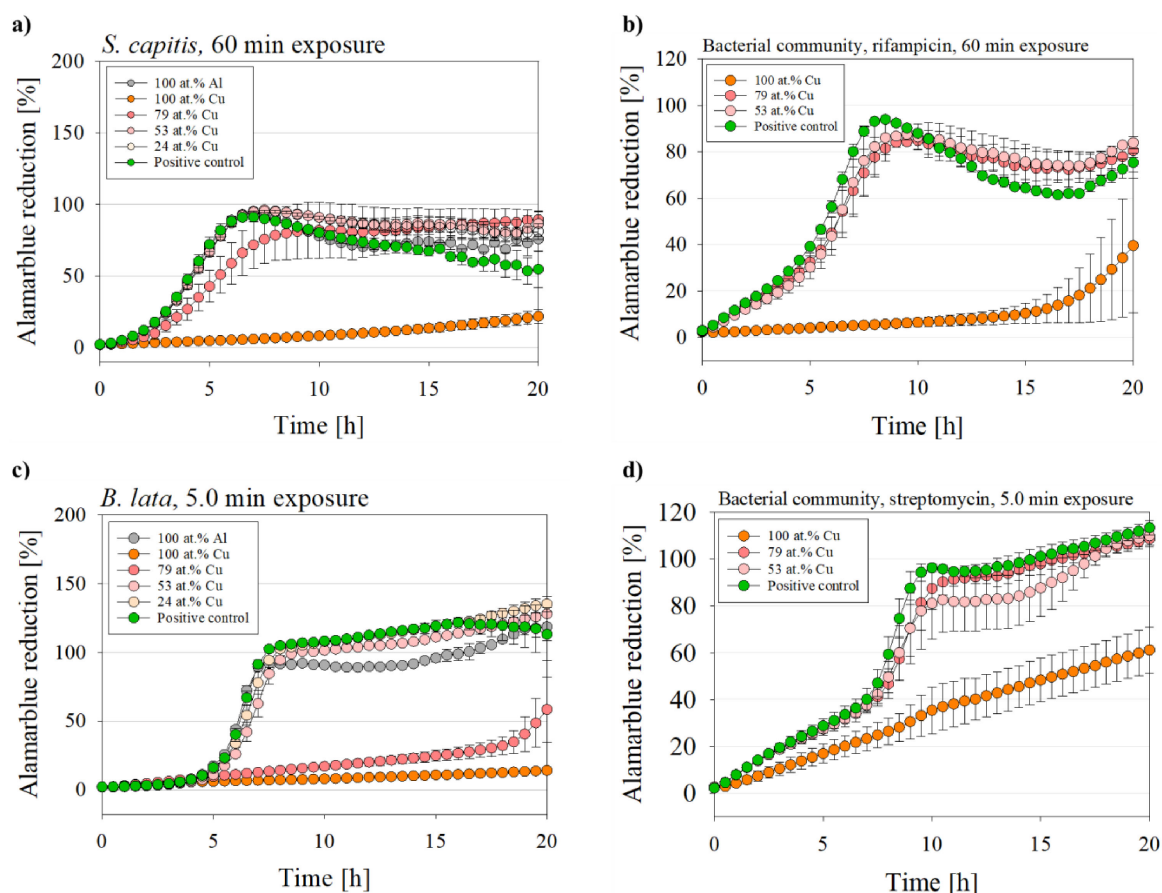 a)
S. capitis, 60 min exposure
200
150
100
50
0
Alamarblue reduction [%]
100 at.% Al
100 at.% Cu
79 at.% Cu
53 at.% Cu
24 at.% Cu
Positive control
0 5 10 15 20
Time [h]
b)
Bacterial community, rifampicin, 60 min exposure
120
100
80
60
40
20
0
Alamarblue reduction [%]
100 at.% Cu
79 at.% Cu
53 at.% Cu
Positive control
0 5 10 15 20
Time [h]
c)
B. lata, 5.0 min exposure
200
150
100
50
0
Alamarblue reduction [%]
100 at.% Al
100 at.% Cu
79 at.% Cu
53 at.% Cu
24 at.% Cu
Positive control
0 5 10 15 20
Time [h]
d)
Bacterial community, streptomycin, 5.0 min exposure
120
100
80
60
40
20
0
Alamarblue reduction [%]
100 at.% Cu
79 at.% Cu
53 at.% Cu
Positive control
0 5 10 15 20
Time [h]